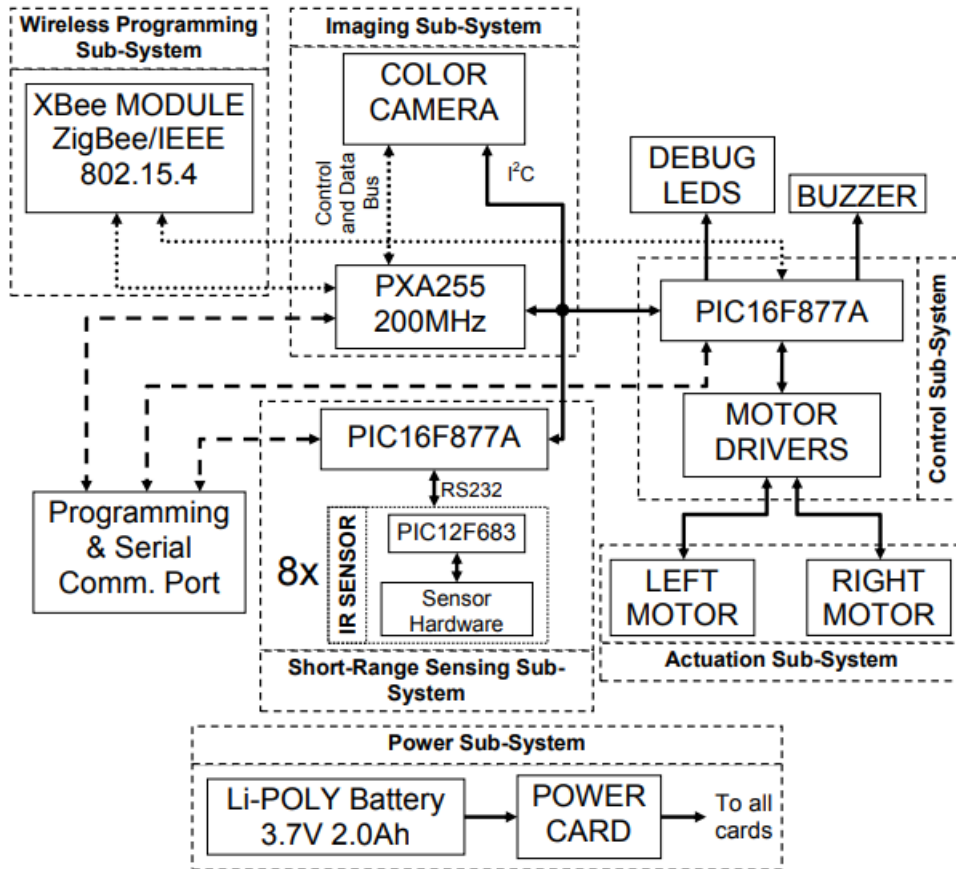 Wireless Programming
Sub-System
XBee MODULE
ZigBee/IEEE
802.15.4
Imaging Sub-System
COLOR
CAMERA
Control
and Data
Bus
I²C
PXA255
200MHz
DEBUG
LEDS
BUZZER
PIC16F877A
MOTOR
DRIVERS
Control Sub-System
LEFT
MOTOR
RIGHT
MOTOR
Actuation Sub-System
Programming
& Serial
Comm. Port
PIC16F877A
RS232
8x
IR SENSOR
PIC12F683
Sensor
Hardware
Short-Range Sensing Sub-
System
Power Sub-System
Li-POLY Battery
3.7V 2.0Ah
POWER
CARD
To all
cards